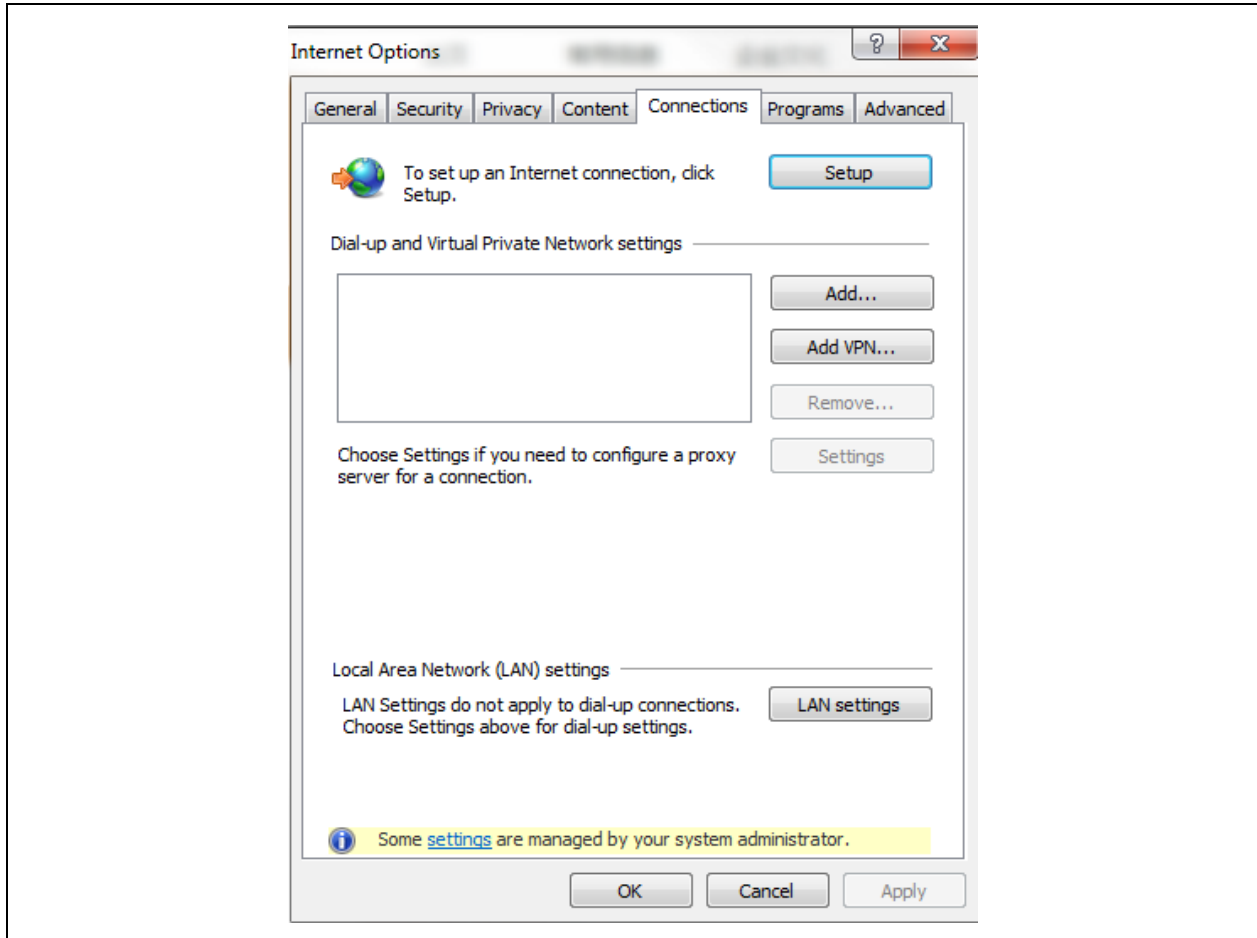 Internet Options
General Security Privacy Content Connections Programs Advanced
To set up an Internet connection, click
Setup.
Setup
Dial-up and Virtual Private Network settings
Add...
Add VPN...
Remove...
Choose Settings if you need to configure a proxy
server for a connection.
Settings
Local Area Network (LAN) settings
LAN Settings do not apply to dial-up connections.
Choose Settings above for dial-up settings.
LAN settings
Some settings are managed by your system administrator.
OK Cancel Apply